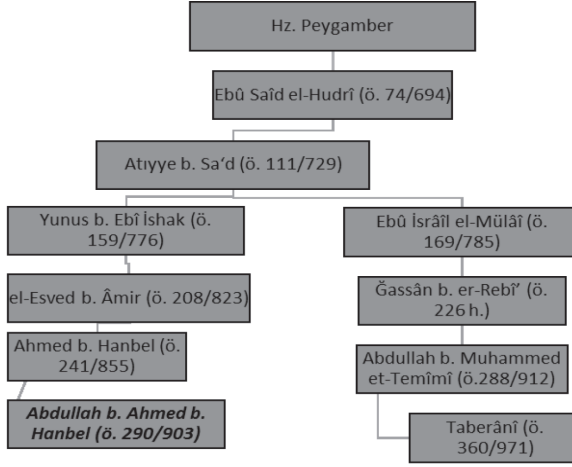 Hz. Peygamber
Ebû Saîd el-Hudrî (ö. 74/694)
Atıyye b. Sa‘d (ö. 111/729)
Yunus b. Ebî İshak (ö.
159/776)
el-Esved b. Âmir (ö. 208/823)
Ahmed b. Hanbel (ö.
241/855)
Abdullah b. Ahmed b.
Hanbel (ö. 290/903)
Ebû İsrâîl el-Mülâî (ö.
169/785)
Ğassân b. er-Rebî‘ (ö.
226 h.)
Abdullah b. Muhammed
et-Temîmî (ö.288/912)
Taberânî (ö.
360/971)